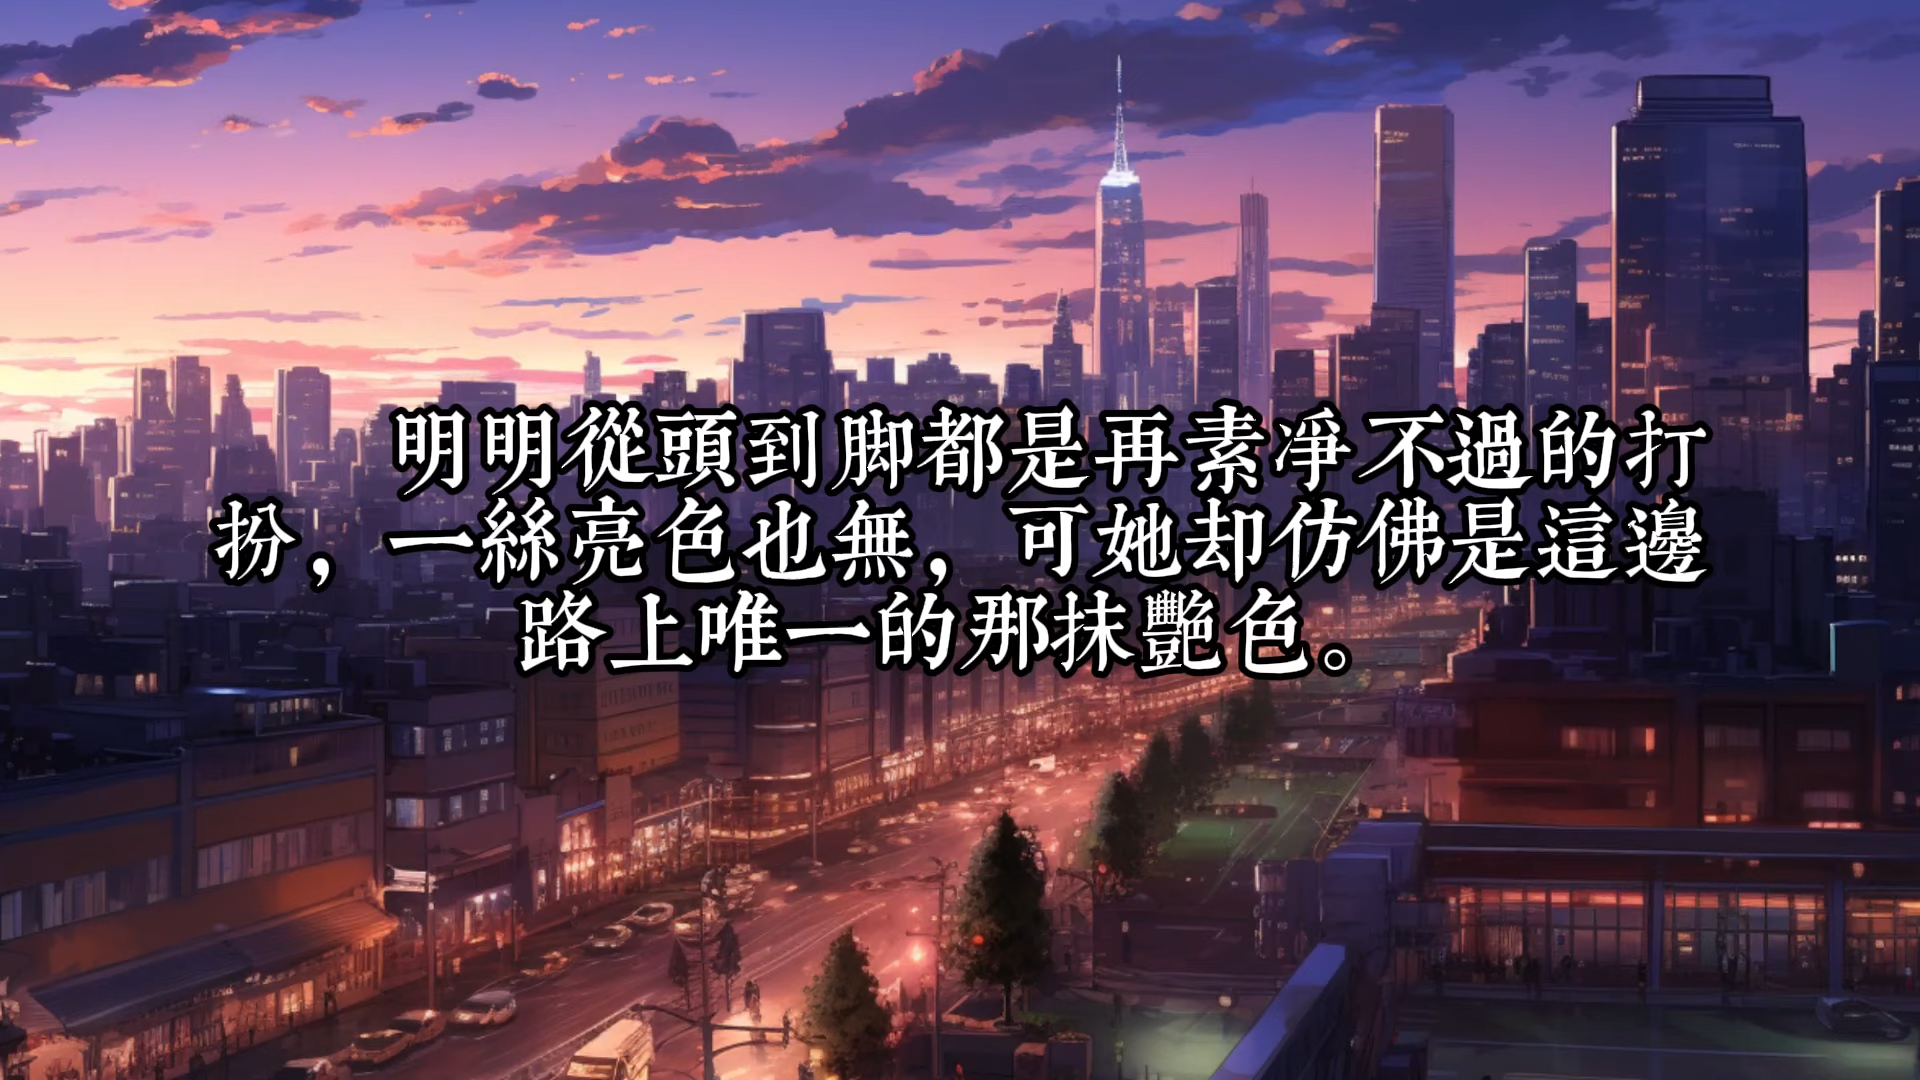 明明從頭到脚都是再素淨不過的打
扮，一絲亮色也無，可她却仿佛是這邊
路上唯一的那抹艷色。